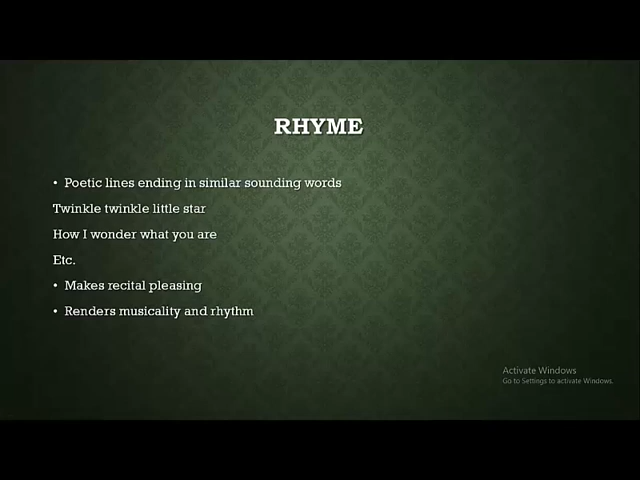 RHYME
• Poetic lines ending in similar sounding words
Twinkle twinkle little star
How I wonder what you are
Etc.
• Makes recital pleasing
• Renders musicality and rhythm
Activate Windows
Go to Settings to activate Windows.